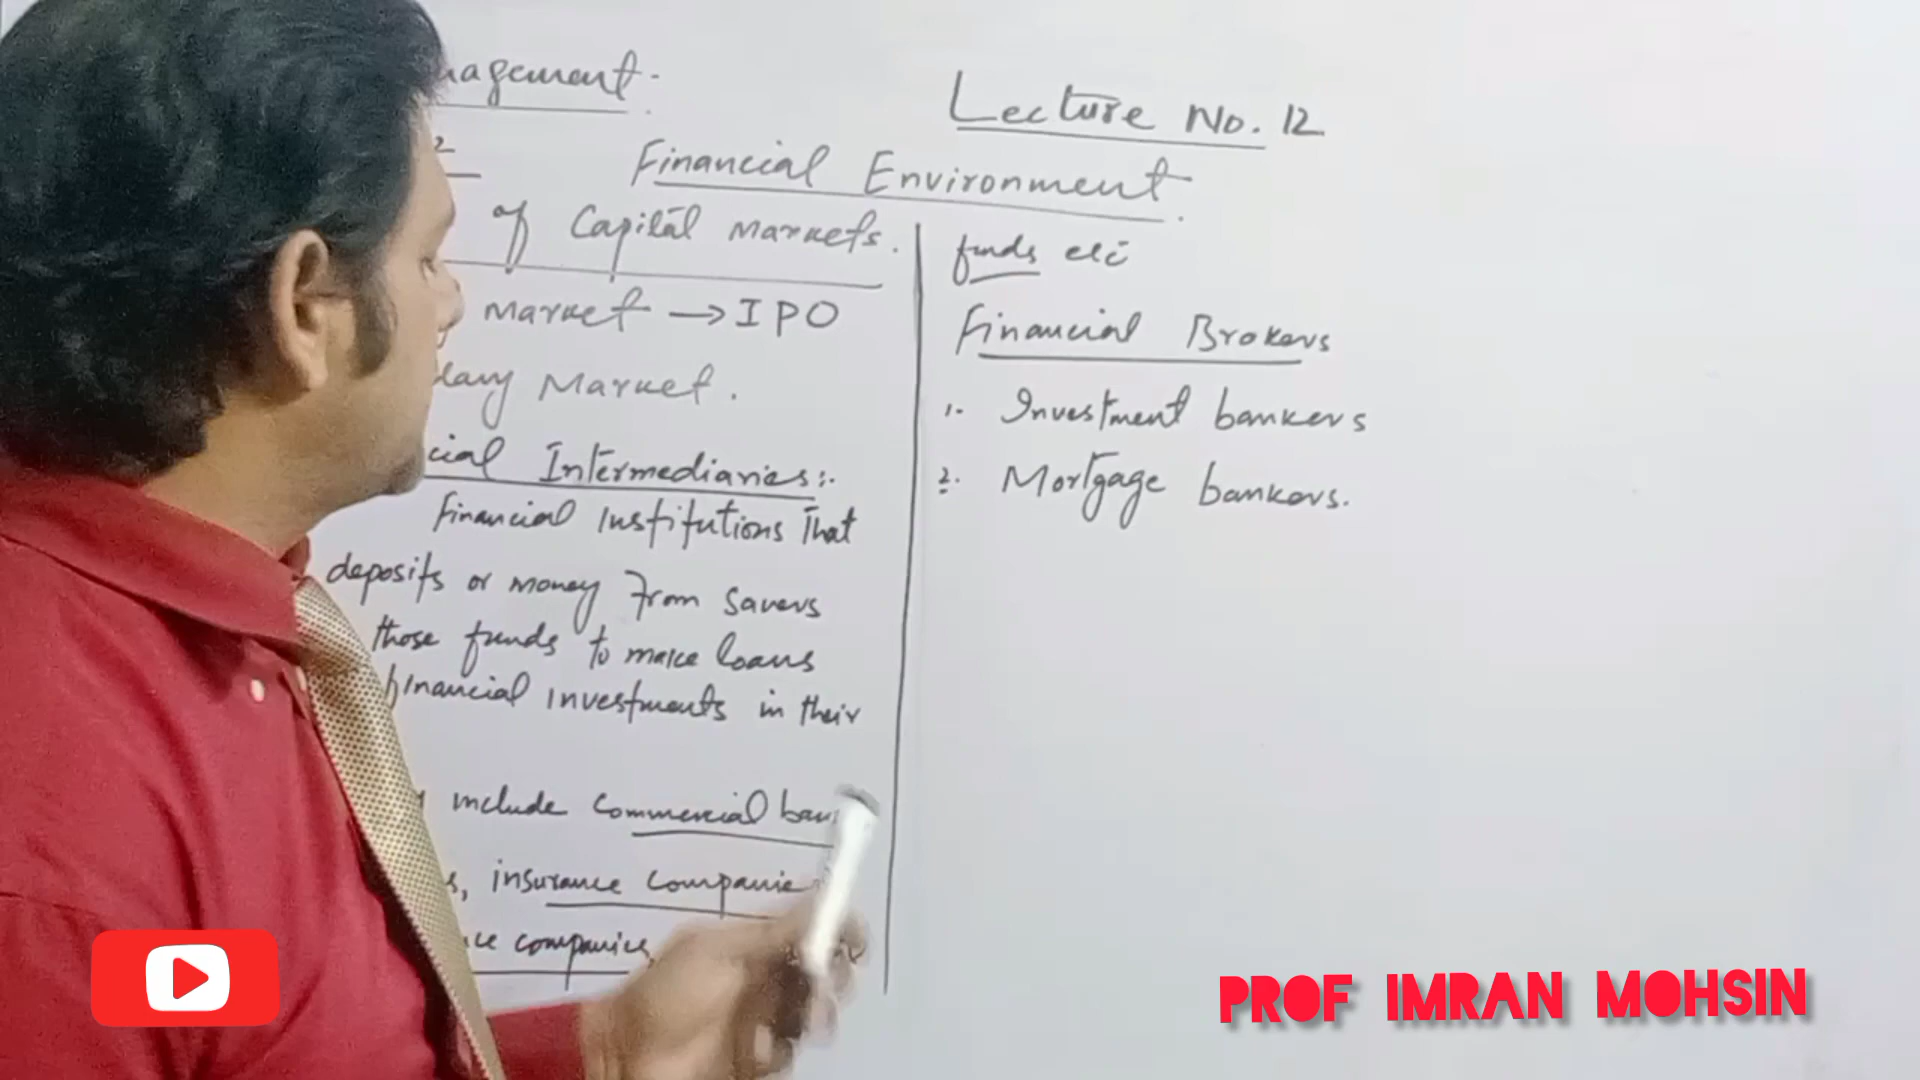 nagement.
Lecture No. 12
2
Financial Environment.
of Capital Markets.
Market → IPO
dary Market.
cial Intermediaries:.
Financial Institutions that
deposits or money from savers
those funds to make loans
financial investments in their
include commercial ban
s, insurance companie
ce companies,
funds etc
Financial Brokers
1. Investment bankers
2. Mortgage bankers.
PROF IMRAN MOHSIN